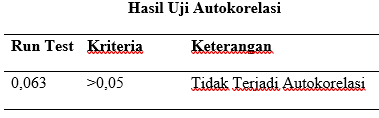 Hasil Uji Autokorelasi
Run Test Kriteria Keterangan
0,063 >0,05 Tidak Terjadi Autokorelasi